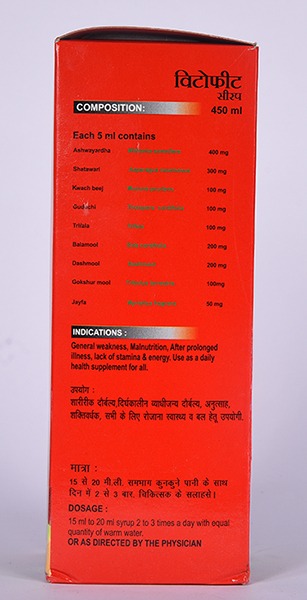 विटोफीट
सीरप
COMPOSITION: 450 ml
Each 5 ml contains
Ashwayardha 400 mg
Shatawari 300 mg
Kwach beej 100 mg
Guduchi 100 mg
Trifala 100 mg
Balamool 200 mg
Dashmool 200 mg
Gokshur mool 100mg
Jayfa 50 mg
INDICATIONS :
General weakness, Malnutrition, After prolonged
illness, lack of stamina & energy. Use as a daily
health supplement for all.
उपयोग:
शारीरीक दौर्बल्य,दिर्घकालीन व्याधीजन्य दौर्बल्य, अनुत्साह,
शक्तिवर्धक, सभी के लिए रोजाना स्वास्थ्य व बल हेतू उपयोगी.
मात्रा :
15 से 20 मी.ली. समभाग कुनकुने पानी के साथ
दिन में 2 से 3 बार. चिकित्सक के सलाहसे।
DOSAGE :
15 ml to 20 ml syrup 2 to 3 times a day with equal
quantity of warm water.
OR AS DIRECTED BY THE PHYSICIAN